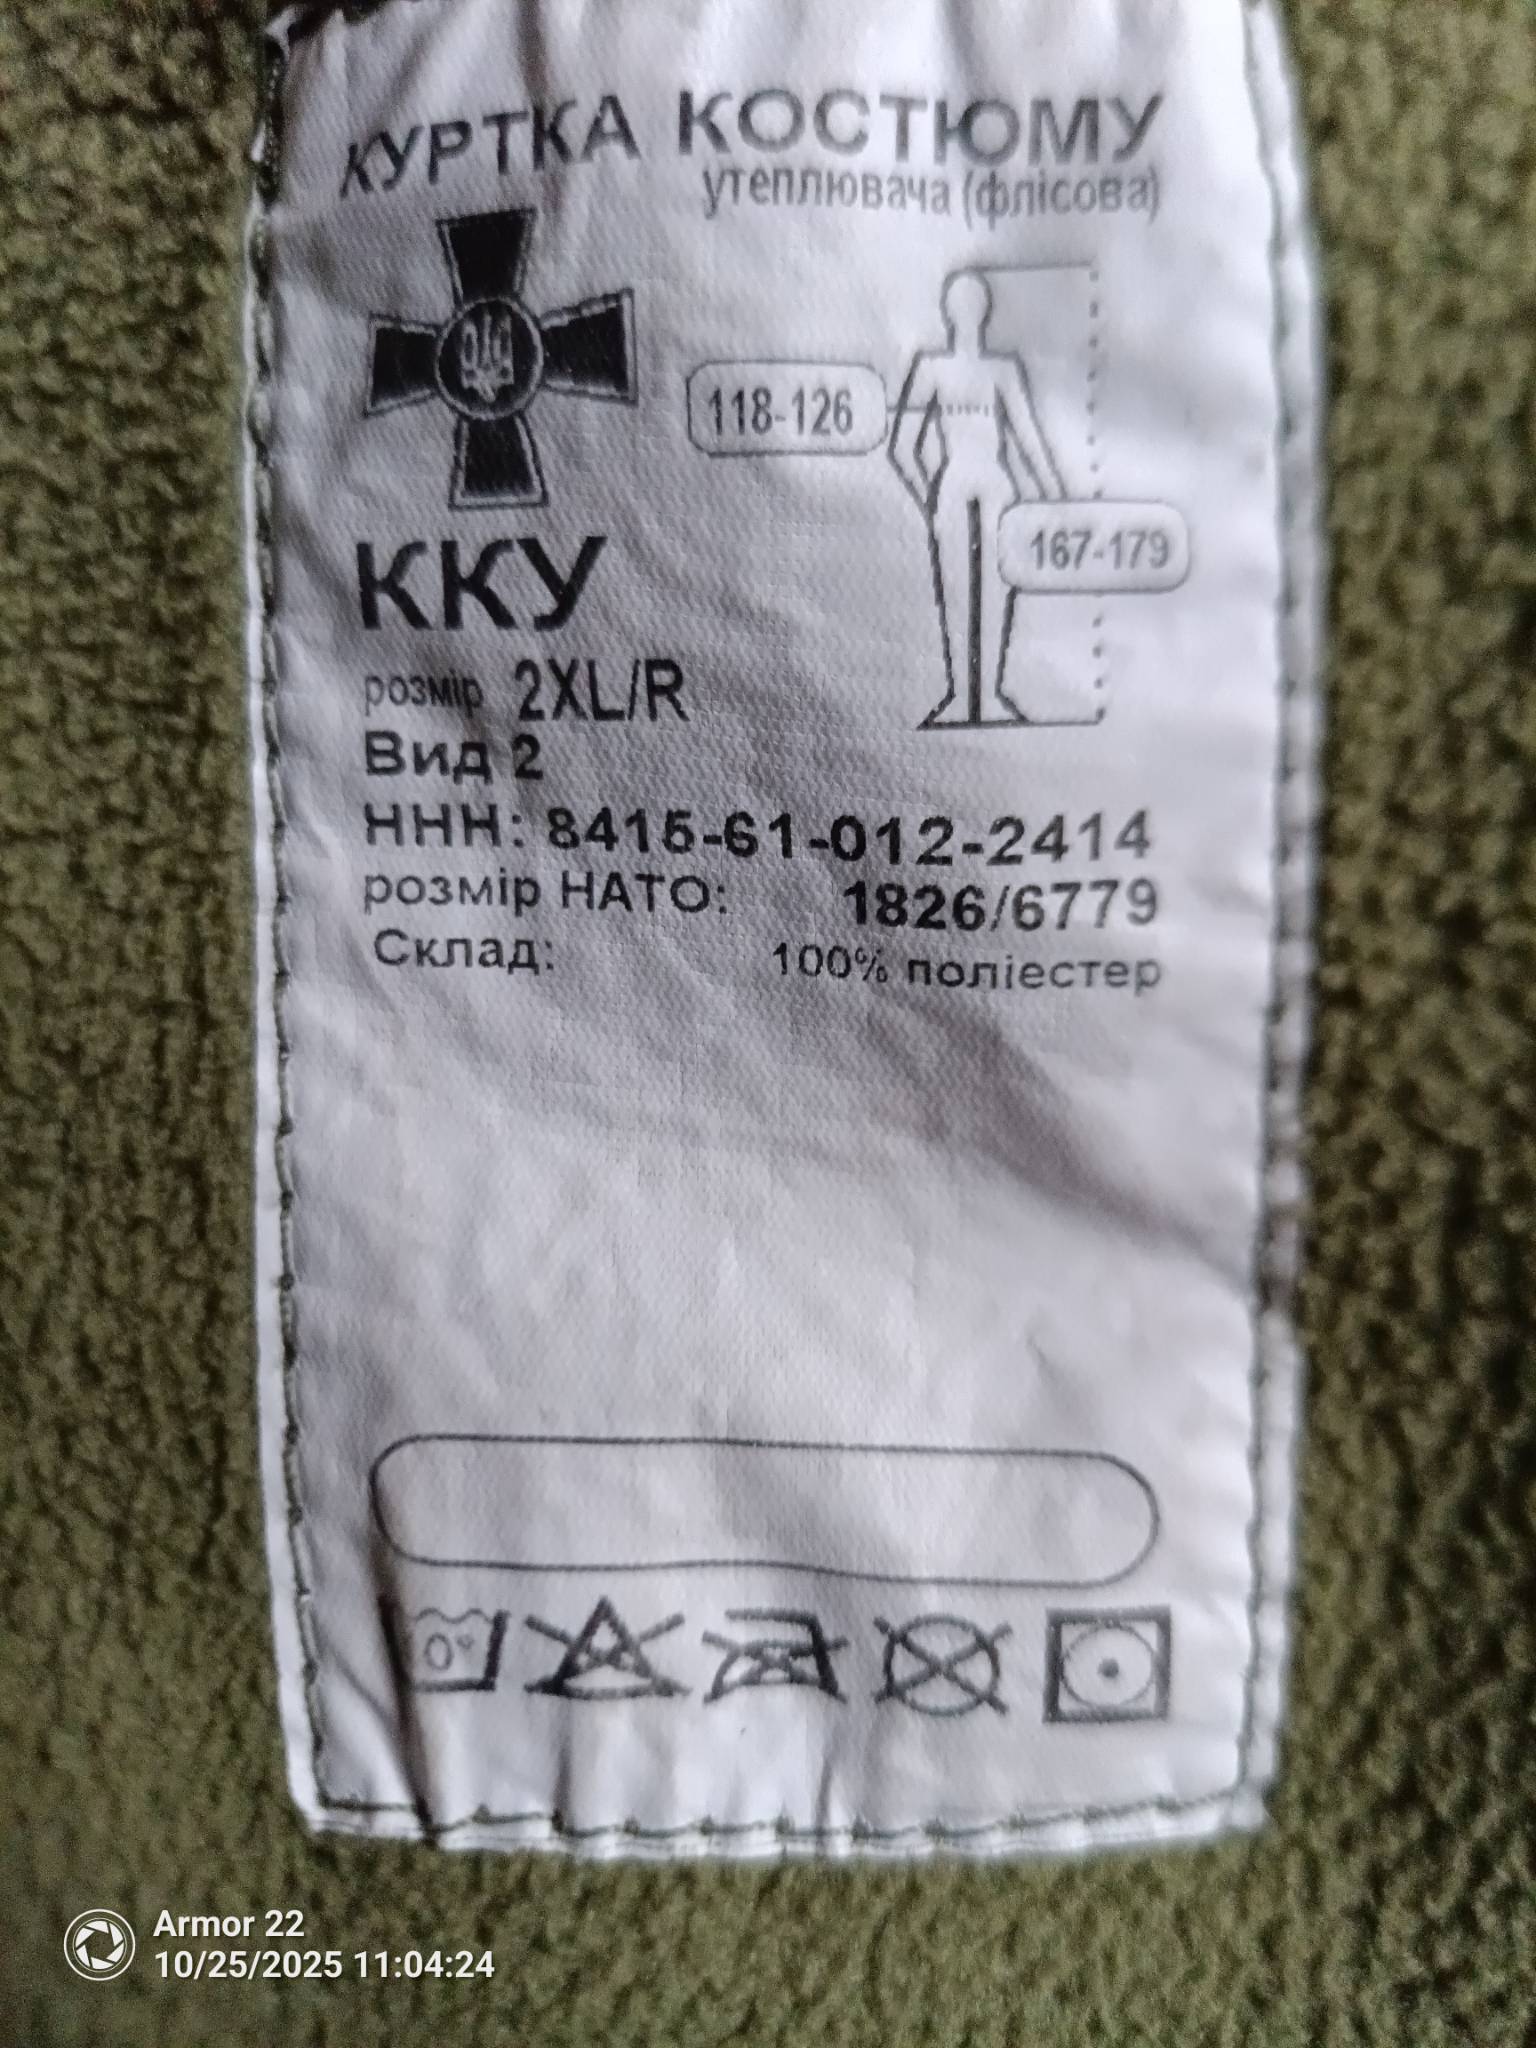 КУРТКА КОСТЮМУ
утеплювача (флісова)
118-126
167-179
ККУ
розмір 2XL/R
Вид 2
ННН: 8415-61-012-2414
розмір НАТО: 1826/6779
Склад: 100% поліестер
0°
Armor 22
10/25/2025 11:04:24